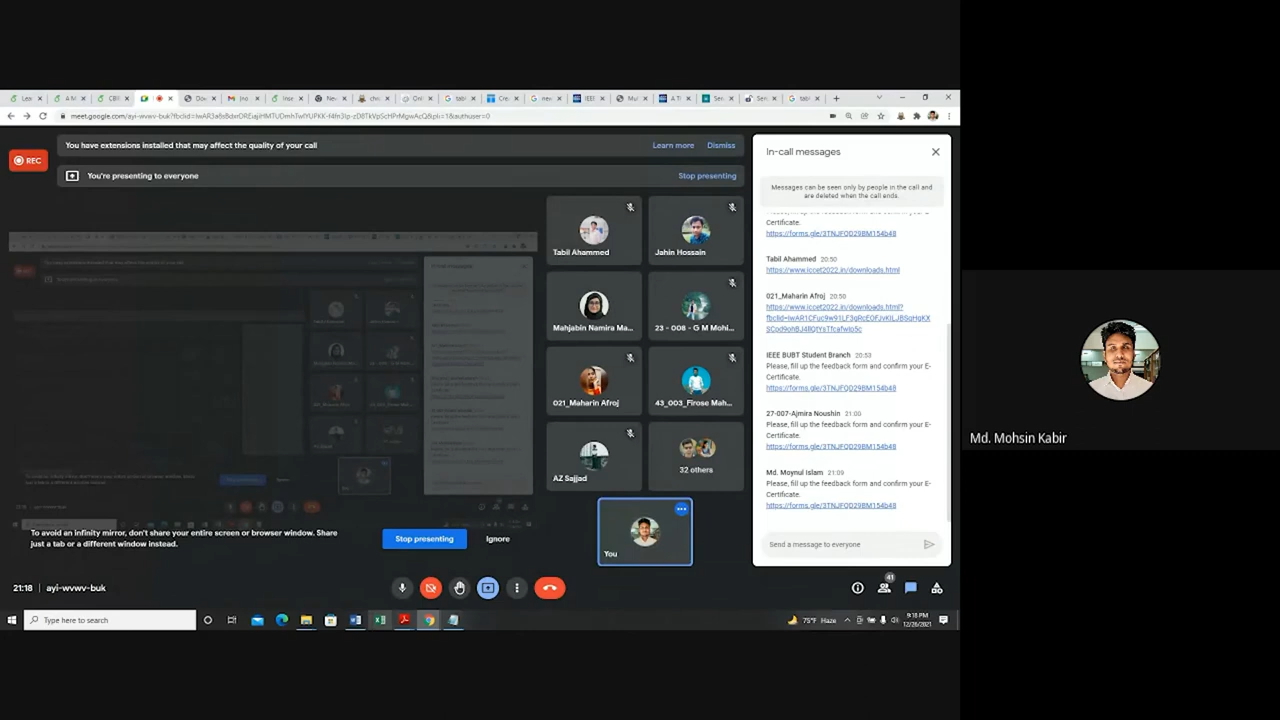 meet.google.com/ayi-wvwv-buk?
REC
You have extensions installed that may affect the quality of your call
Learn more
Dismiss
You're presenting to everyone
Stop presenting
Tabil Ahammed
Jahin Hossain
Mahjabin Namira Ma...
23 - 008 - G M Mohi...
021_Maharin Afroj
43_003_Firose Mah...
AZ Sajjad
32 others
You
To avoid an infinity mirror, don't share your entire screen or browser window. Share
just a tab or a different window instead.
Stop presenting
Ignore
21:18 | ayi-wvwv-buk
In-call messages
Messages can be seen only by people in the call and
are deleted when the call ends.
Certificate.
https://forms.gle/3TNJFQD29BM154b48
Tabil Ahammed 20:50
https://www.iccet2022.in/downloads.html
021_Maharin Afroj 20:50
https://www.iccet2022.in/downloads.html?
IEEE BUBT Student Branch 20:53
Please, fill up the feedback form and confirm your E-
Certificate.
https://forms.gle/3TNJFQD29BM154b48
27-007-Ajmira Noushin 21:00
Please, fill up the feedback form and confirm your E-
Certificate.
https://forms.gle/3TNJFQD29BM154b48
Md. Moynul Islam 21:09
Please, fill up the feedback form and confirm your E-
Certificate.
https://forms.gle/3TNJFQD29BM154b48
Send a message to everyone
41
Type here to search
75°F Haze
9:18 PM
12/26/2021
Md. Mohsin Kabir